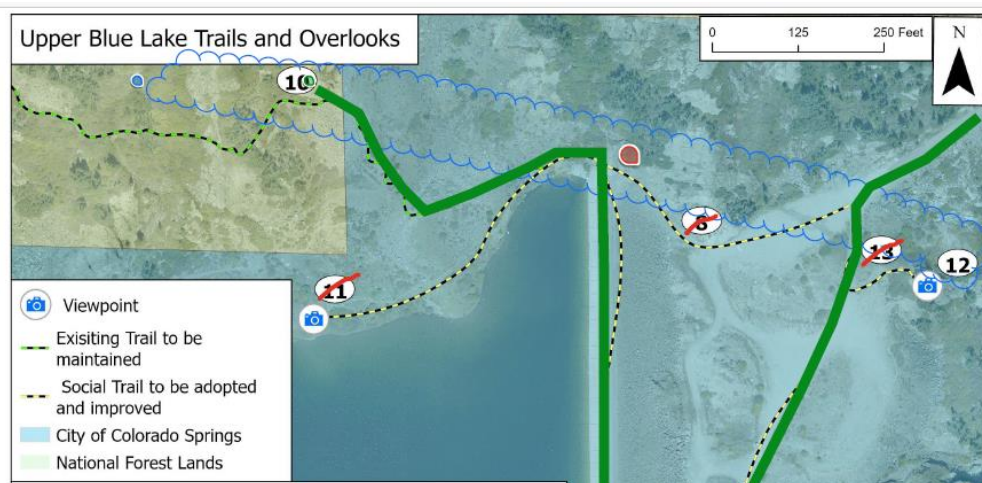 Upper Blue Lake Trails and Overlooks
0 125 250 Feet
N
10
8
13
12
11
Viewpoint
Exisiting Trail to be
maintained
Social Trail to be adopted
and improved
City of Colorado Springs
National Forest Lands